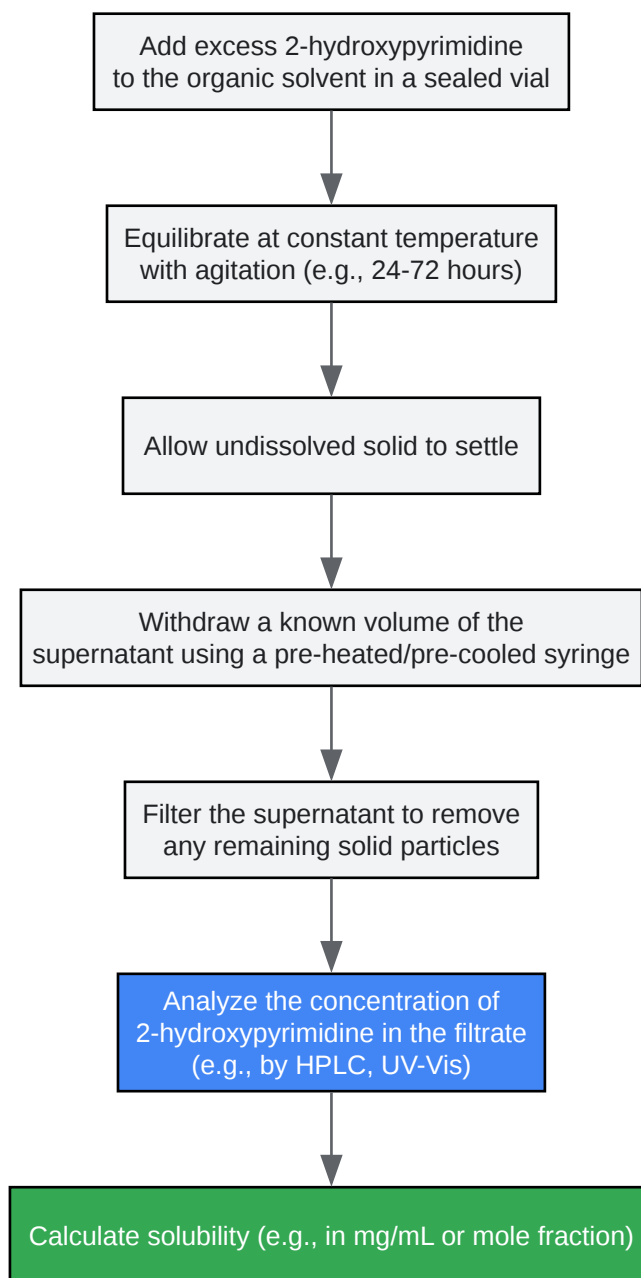 Add excess 2-hydroxypyrimidine
to the organic solvent in a sealed vial
Equilibrate at constant temperature
with agitation (e.g., 24-72 hours)
Allow undissolved solid to settle
Withdraw a known volume of the
supernatant using a pre-heated/pre-cooled syringe
Filter the supernatant to remove
any remaining solid particles
Analyze the concentration of
2-hydroxypyrimidine in the filtrate
(e.g., by HPLC, UV-Vis)
Calculate solubility (e.g., in mg/mL or mole fraction)